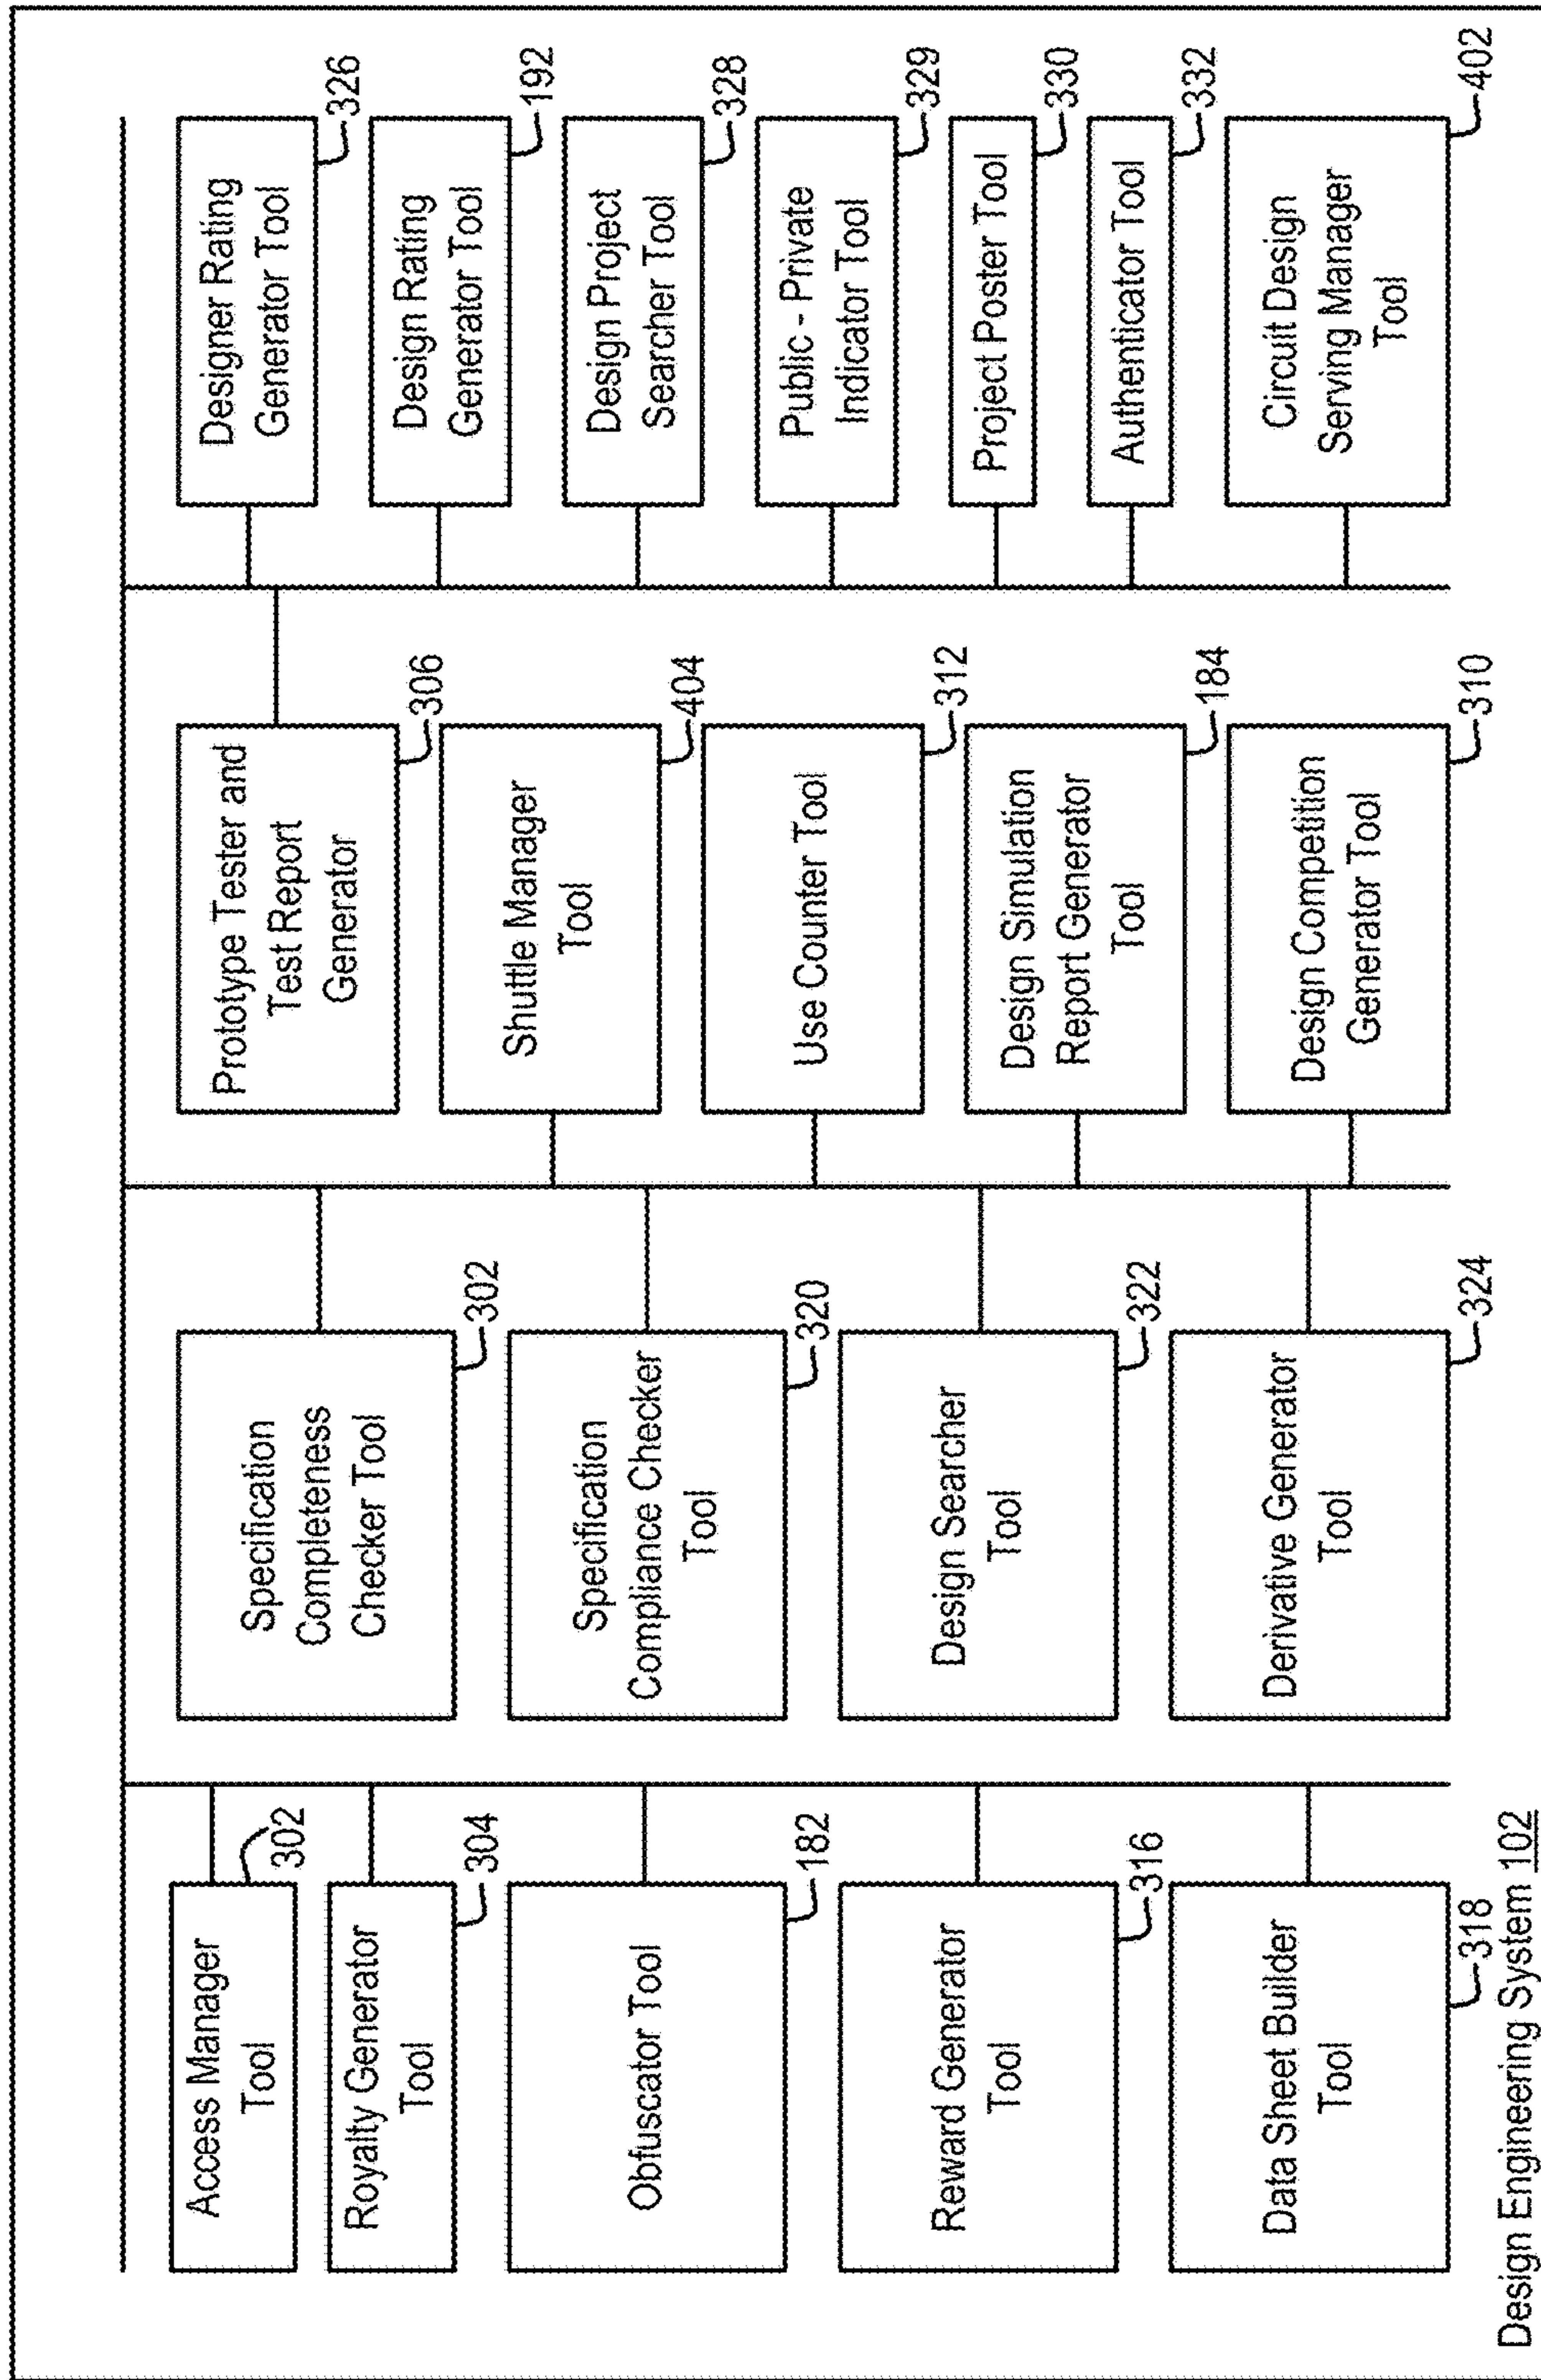 Access Manager
Tool
302
Royalty Generator
Tool
304
Obfuscator Tool
182
Reward Generator
Tool
316
Data Sheet Builder
Tool
318
Specification
Completeness
Checker Tool
302
Specification
Compliance Checker
Tool
320
Design Searcher
Tool
322
Derivative Generator
Tool
324
Prototype Tester and
Test Report
Generator
306
Shuttle Manager
Tool
404
Use Counter Tool
312
Design Simulation
Report Generator
Tool
184
Design Competition
Generator Tool
310
Designer Rating
Generator Tool
326
Design Rating
Generator Tool
192
Design Project
Searcher Tool
328
Public - Private
Indicator Tool
329
Project Poster Tool
330
Authenticator Tool
332
Circuit Design
Serving Manager
Tool
402
Design Engineering System 102